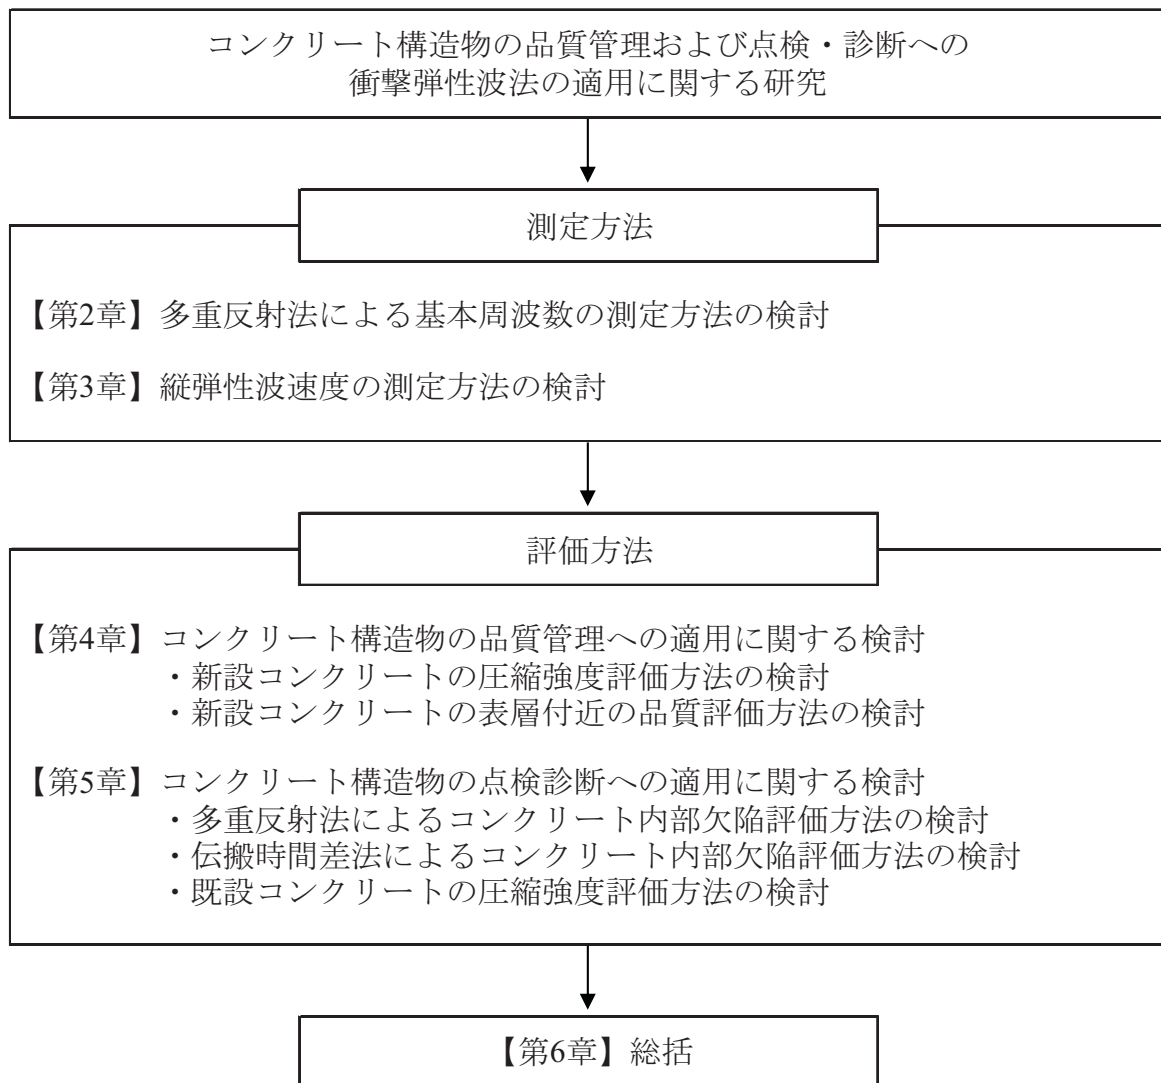 コンクリート構造物の品質管理および点検・診断への
衝撃弾性波法の適用に関する研究
測定方法
【第2章】多重反射法による基本周波数の測定方法の検討
【第3章】縦弾性波速度の測定方法の検討
評価方法
【第4章】コンクリート構造物の品質管理への適用に関する検討
・新設コンクリートの圧縮強度評価方法の検討
・新設コンクリートの表層付近の品質評価方法の検討
【第5章】コンクリート構造物の点検診断への適用に関する検討
・多重反射法によるコンクリート内部欠陥評価方法の検討
・伝搬時間差法によるコンクリート内部欠陥評価方法の検討
・既設コンクリートの圧縮強度評価方法の検討
【第6章】総括